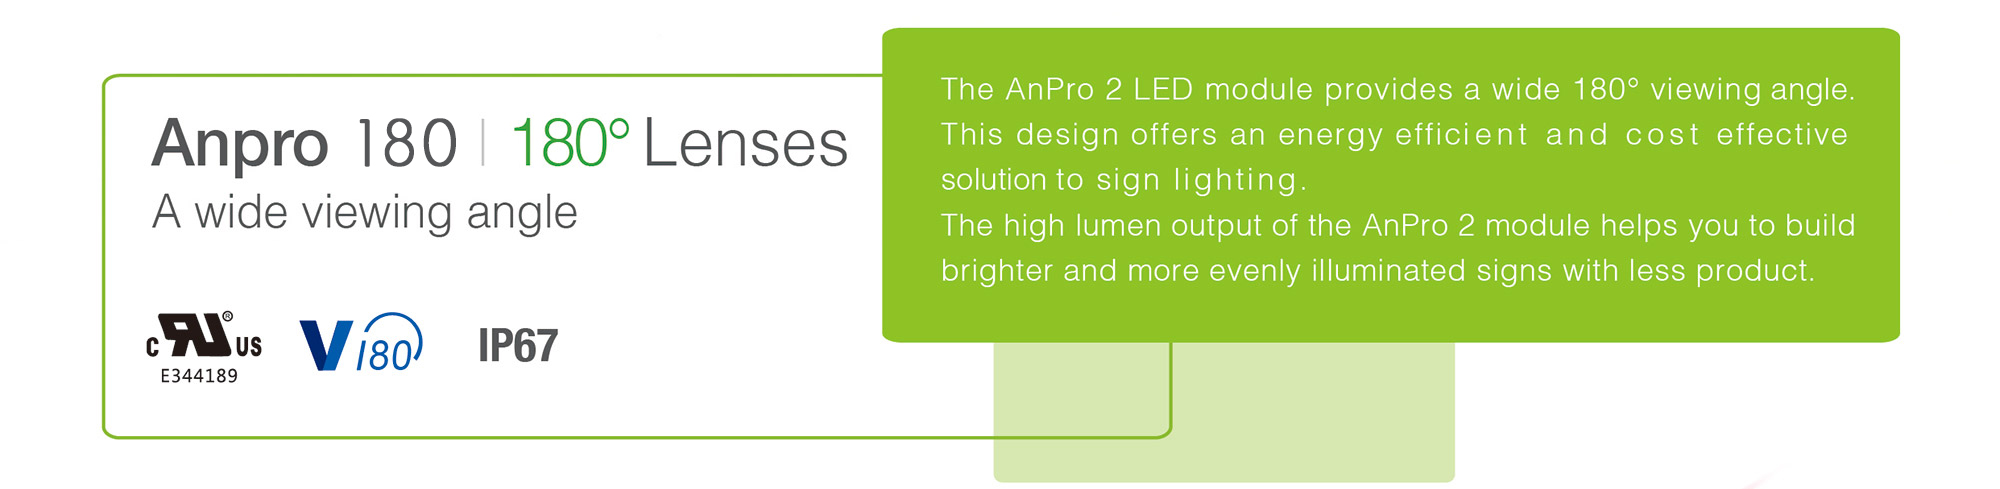 Anpro 180 | 180° Lenses
A wide viewing angle
c RU ® US
E344189
Vi80
IP67
The AnPro 2 LED module provides a wide 180° viewing angle.
This design offers an energy efficient and cost effective
solution to sign lighting.
The high lumen output of the AnPro 2 module helps you to build
brighter and more evenly illuminated signs with less product.